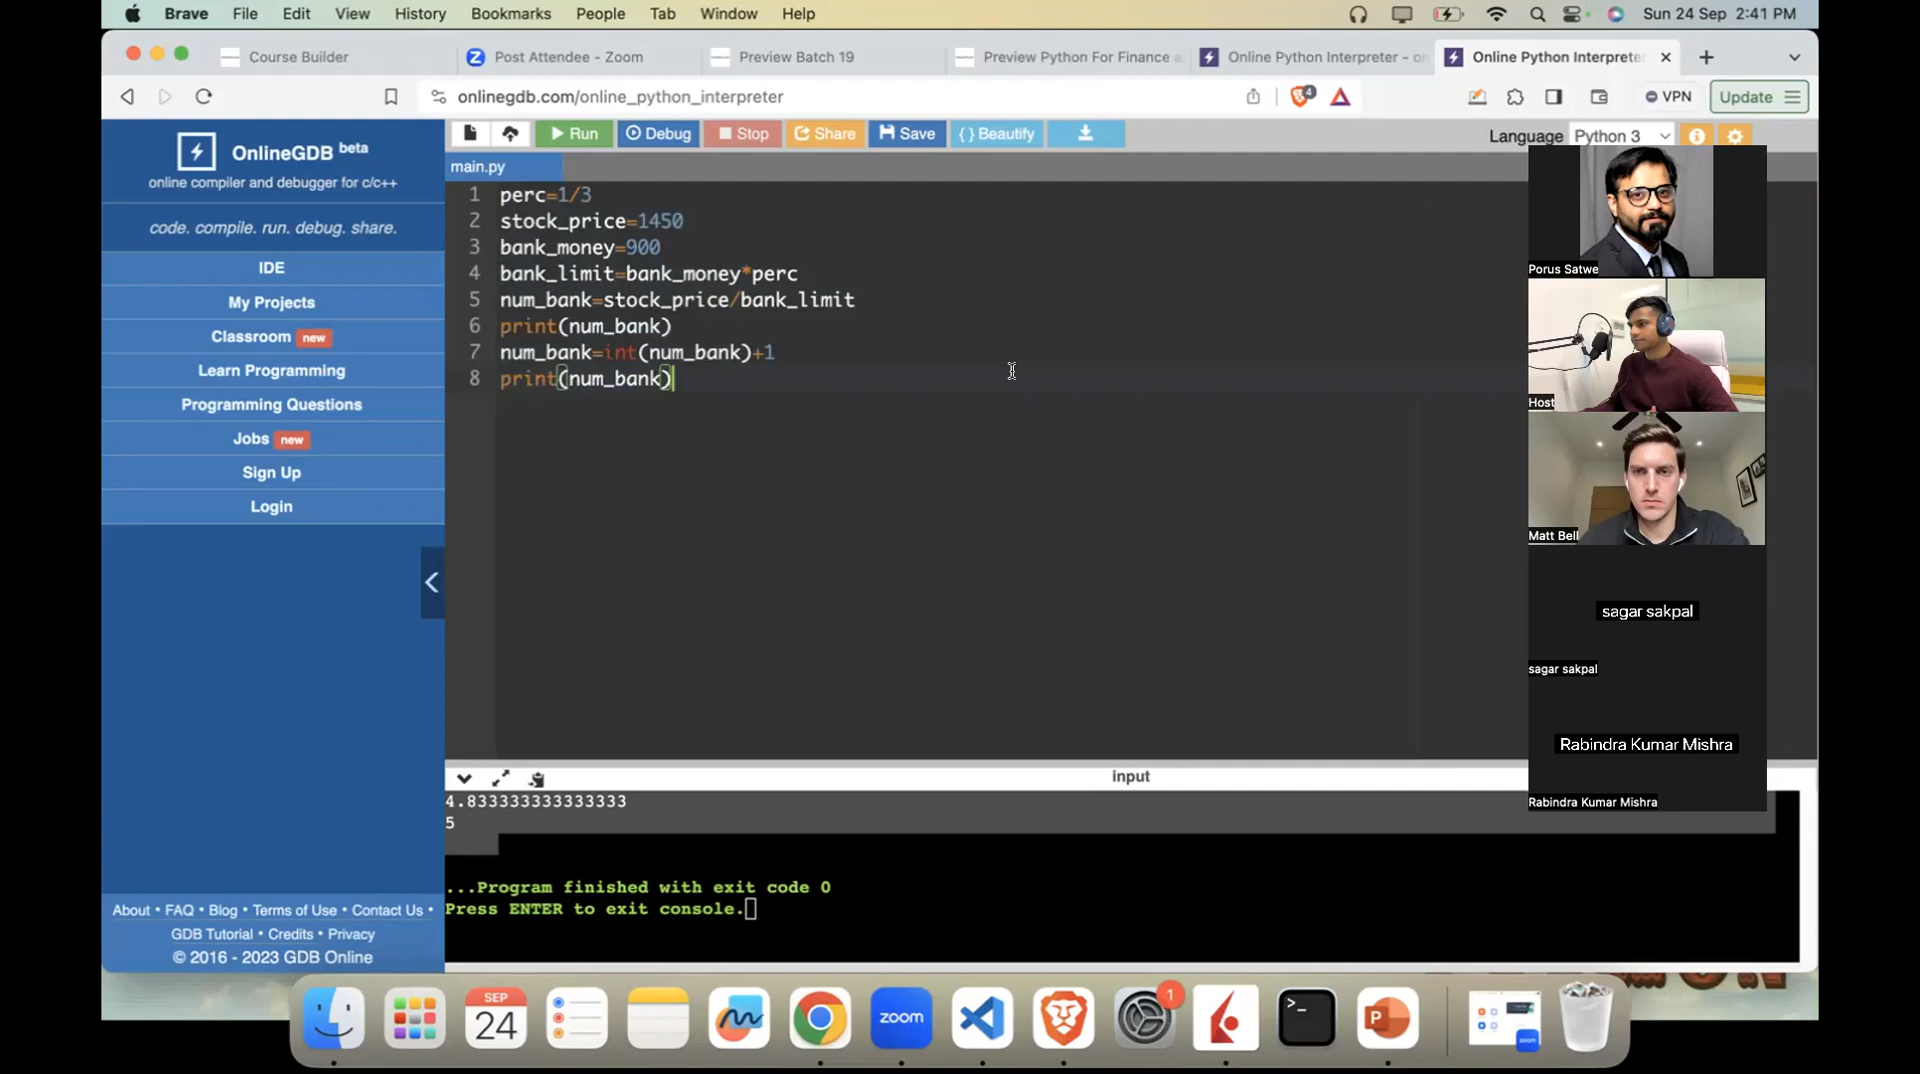 Brave File Edit View History Bookmarks People Tab Window Help
4
Sun 24 Sep 2:41 PM
Course Builder
Post Attendee - Zoom
Preview Batch 19
Preview Python For Finance a
Online Python Interpreter - on
Online Python Interprete
onlinegdb.com/online_python_interpreter
VPN
Update
OnlineGDB beta
online compiler and debugger for c/c++
code. compile. run. debug. share.
IDE
My Projects
Classroom new
Learn Programming
Programming Questions
Jobs new
Sign Up
Login
About • FAQ • Blog • Terms of Use • Contact Us •
GDB Tutorial • Credits • Privacy
© 2016 - 2023 GDB Online
Run
Debug
Stop
Share
Save
{ } Beautify
Language Python 3
main.py
1 perc=1/3
2 stock_price=1450
3 bank_money=900
4 bank_limit=bank_money*perc
5 num_bank=stock_price/bank_limit
6 print(num_bank)
7 num_bank=int(num_bank)+1
8 print(num_bank)
input
4.833333333333333
5
...Program finished with exit code 0
Press ENTER to exit console.
Porus Satwe
Host
Matt Bell
sagar sakpal
sagar sakpal
Rabindra Kumar Mishra
Rabindra Kumar Mishra
SEP
24
zoom
1
>_
P
zoom